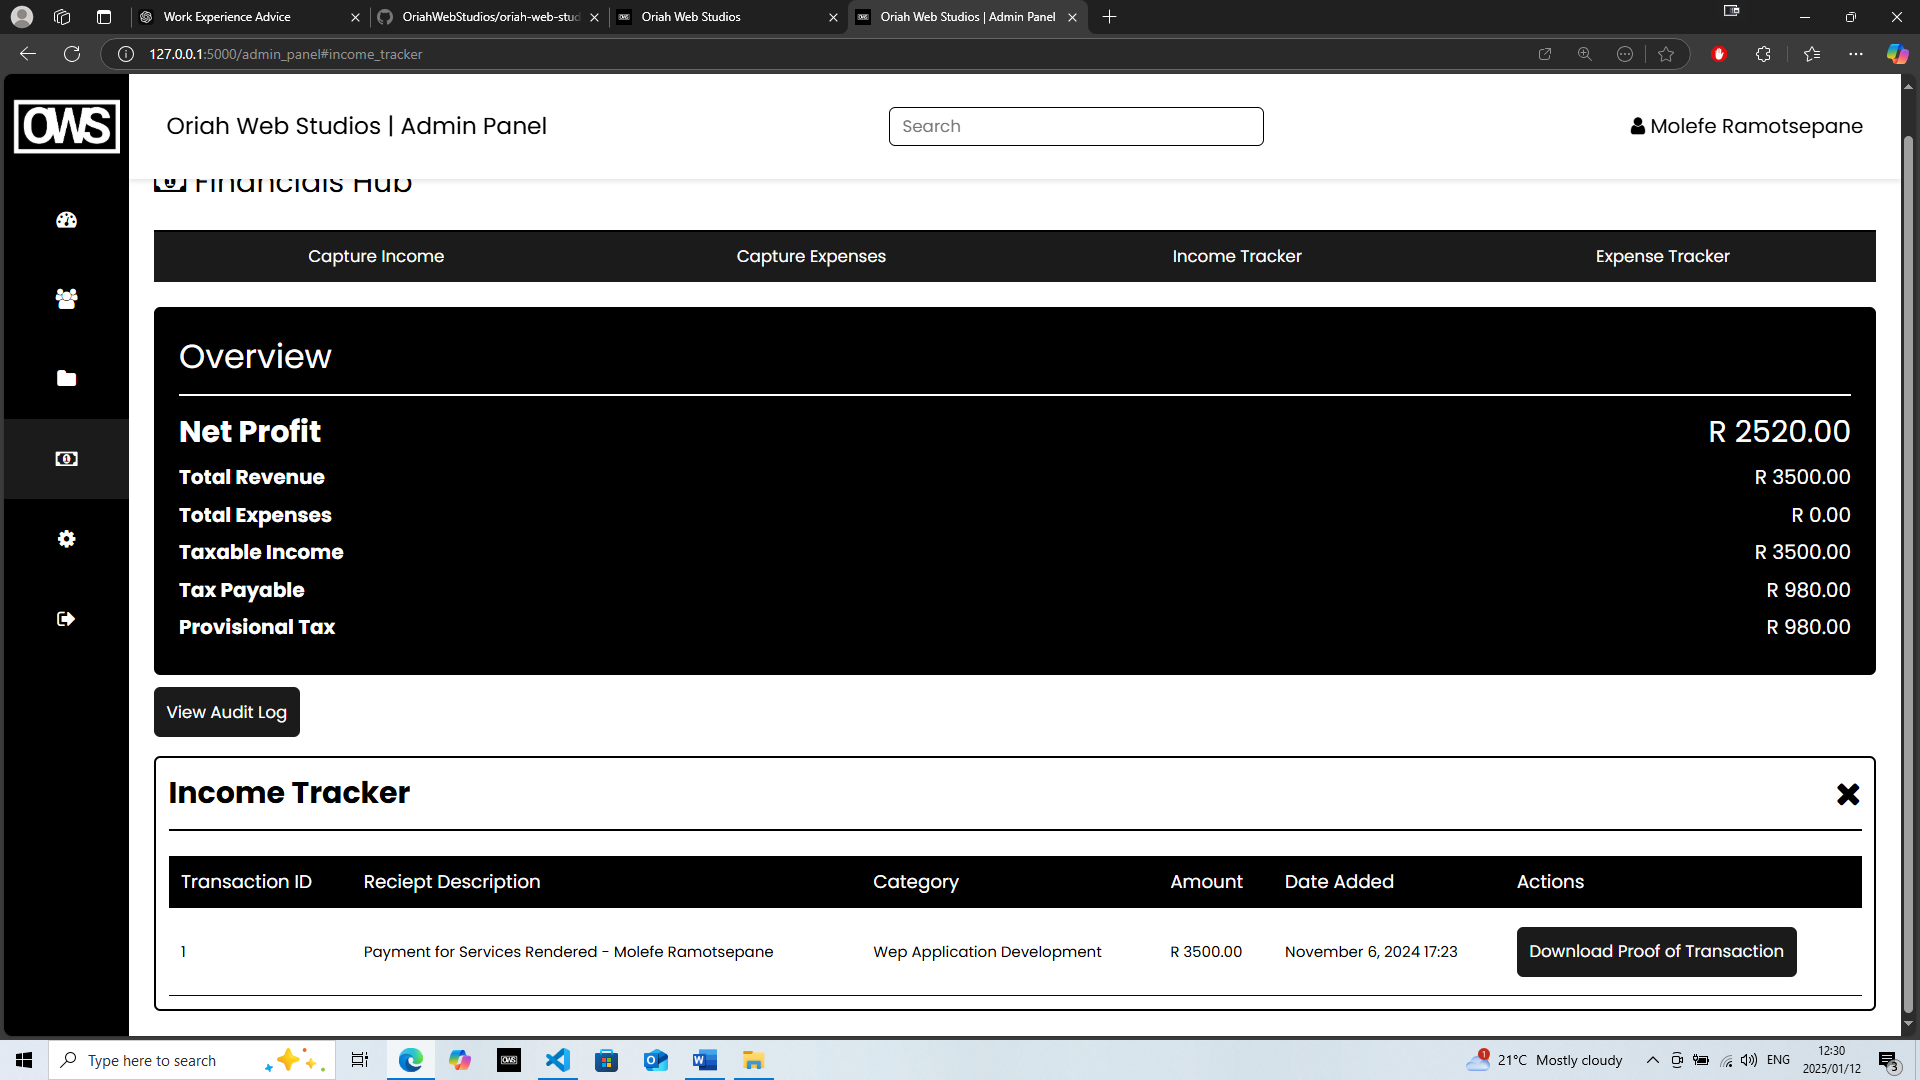 Work Experience Advice
OriahWebStudios/oriah-web-stud
Oriah Web Studios
Oriah Web Studios | Admin Panel
127.0.0.1:5000/admin_panel#income_tracker
OWS
Oriah Web Studios | Admin Panel
Search
Molefe Ramotsepane
Financials Hub
Capture Income
Capture Expenses
Income Tracker
Expense Tracker
Overview
Net Profit
R 2520.00
Total Revenue
R 3500.00
Total Expenses
R 0.00
Taxable Income
R 3500.00
Tax Payable
R 980.00
Provisional Tax
R 980.00
View Audit Log
Income Tracker
Transaction ID
Reciept Description
Category
Amount
Date Added
Actions
1
Payment for Services Rendered - Molefe Ramotsepane
Wep Application Development
R 3500.00
November 6, 2024 17:23
Download Proof of Transaction
Type here to search
OWS
1
21°C Mostly cloudy
ENG
12:30
2025/01/12
3